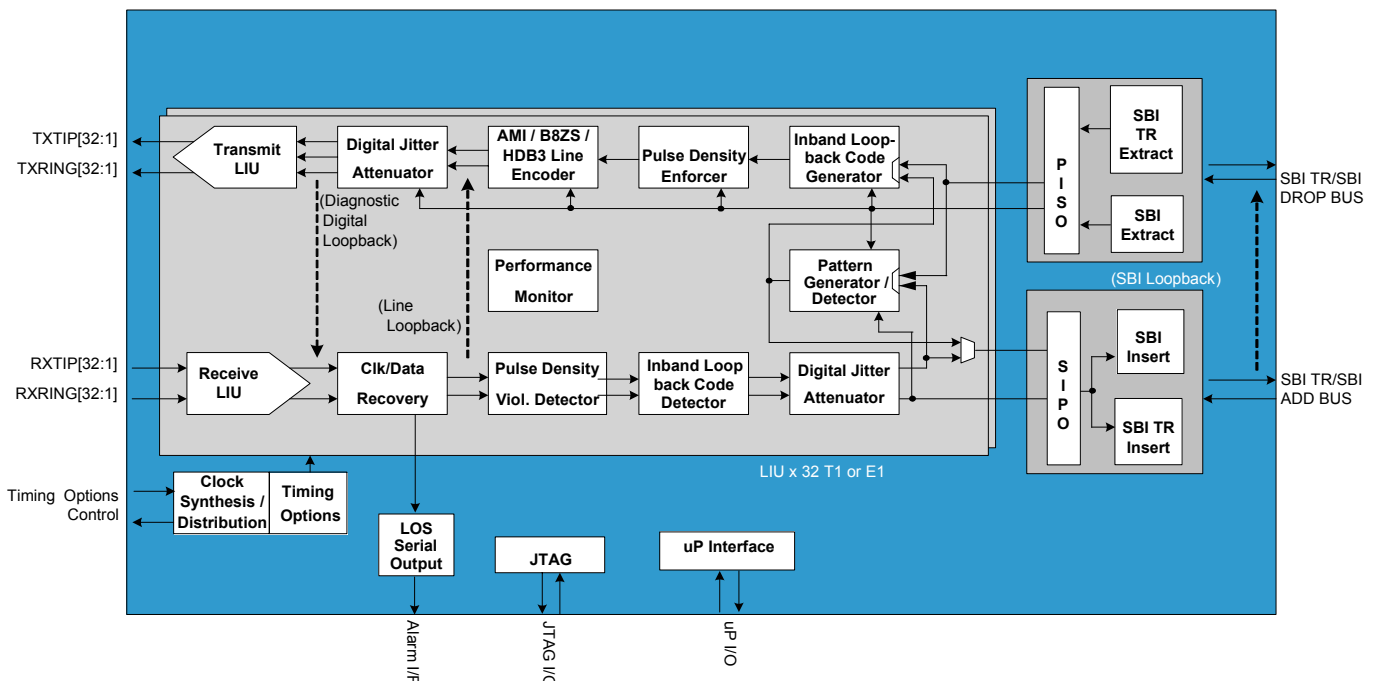 TXTIP[32:1]
TXRING[32:1]
Transmit
LIU
Digital Jitter
Attenuator
AMI / B8ZS /
HDB3 Line
Encoder
Pulse Density
Enforcer
Inband Loop-
back Code
Generator
P
I
S
O
SBI
TR
Extract
SBI
Extract
SBI TR/SBI
DROP BUS
(Diagnostic
Digital
Loopback)
Performance
Monitor
Pattern
Generator /
Detector
(SBI Loopback)
(Line
Loopback)
RXTIP[32:1]
RXRING[32:1]
Receive
LIU
Clk/Data
Recovery
Pulse Density
Viol. Detector
Inband Loop
back Code
Detector
Digital Jitter
Attenuator
S
I
P
O
SBI
Insert
SBI TR
Insert
SBI TR/SBI
ADD BUS
LIU x 32 T1 or E1
Timing Options
Control
Clock
Synthesis /
Distribution
Timing
Options
LOS
Serial
Output
JTAG
uP Interface
Alarm I/F
JTAG I/O
uP I/O